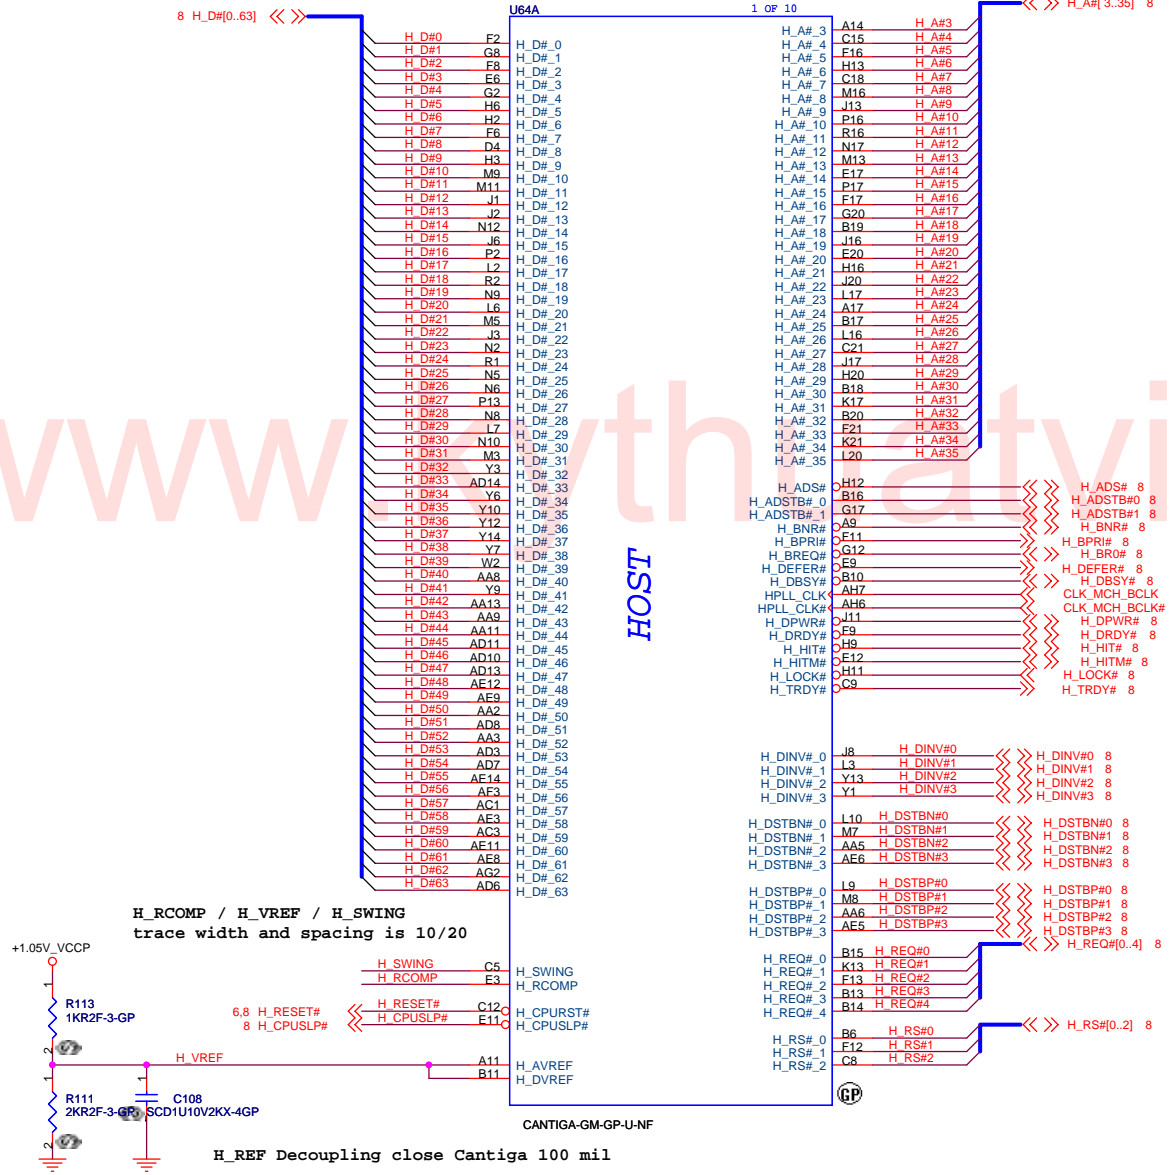 8 H_D#[0..63]
U64A
1 OF 10
H_A#[3..35] 8
H_D#0 F2 H_D#_0
H_D#1 G8 H_D#_1
H_D#2 F8 H_D#_2
H_D#3 E6 H_D#_3
H_D#4 G2 H_D#_4
H_D#5 H6 H_D#_5
H_D#6 H2 H_D#_6
H_D#7 F6 H_D#_7
H_D#8 D4 H_D#_8
H_D#9 H3 H_D#_9
H_D#10 M9 H_D#_10
H_D#11 M11 H_D#_11
H_D#12 J1 H_D#_12
H_D#13 J2 H_D#_13
H_D#14 N12 H_D#_14
H_D#15 J6 H_D#_15
H_D#16 P2 H_D#_16
H_D#17 L2 H_D#_17
H_D#18 R2 H_D#_18
H_D#19 N9 H_D#_19
H_D#20 L6 H_D#_20
H_D#21 M5 H_D#_21
H_D#22 J3 H_D#_22
H_D#23 N2 H_D#_23
H_D#24 R1 H_D#_24
H_D#25 N5 H_D#_25
H_D#26 N6 H_D#_26
H_D#27 P13 H_D#_27
H_D#28 N8 H_D#_28
H_D#29 L7 H_D#_29
H_D#30 N10 H_D#_30
H_D#31 M3 H_D#_31
H_D#32 Y3 H_D#_32
H_D#33 AD14 H_D#_33
H_D#34 Y6 H_D#_34
H_D#35 Y10 H_D#_35
H_D#36 Y12 H_D#_36
H_D#37 Y14 H_D#_37
H_D#38 Y7 H_D#_38
H_D#39 W2 H_D#_39
H_D#40 AA8 H_D#_40
H_D#41 Y9 H_D#_41
H_D#42 AA13 H_D#_42
H_D#43 AA9 H_D#_43
H_D#44 AA11 H_D#_44
H_D#45 AD11 H_D#_45
H_D#46 AD10 H_D#_46
H_D#47 AD13 H_D#_47
H_D#48 AE12 H_D#_48
H_D#49 AE9 H_D#_49
H_D#50 AA2 H_D#_50
H_D#51 AD8 H_D#_51
H_D#52 AA3 H_D#_52
H_D#53 AD3 H_D#_53
H_D#54 AD7 H_D#_54
H_D#55 AE14 H_D#_55
H_D#56 AF3 H_D#_56
H_D#57 AC1 H_D#_57
H_D#58 AE3 H_D#_58
H_D#59 AC3 H_D#_59
H_D#60 AE11 H_D#_60
H_D#61 AE8 H_D#_61
H_D#62 AG2 H_D#_62
H_D#63 AD6 H_D#_63
H_A#_3 A14 H_A#3
H_A#_4 C15 H_A#4
H_A#_5 F16 H_A#5
H_A#_6 H13 H_A#6
H_A#_7 C18 H_A#7
H_A#_8 M16 H_A#8
H_A#_9 J13 H_A#9
H_A#_10 P16 H_A#10
H_A#_11 R16 H_A#11
H_A#_12 N17 H_A#12
H_A#_13 M13 H_A#13
H_A#_14 E17 H_A#14
H_A#_15 P17 H_A#15
H_A#_16 F17 H_A#16
H_A#_17 G20 H_A#17
H_A#_18 B19 H_A#18
H_A#_19 J16 H_A#19
H_A#_20 E20 H_A#20
H_A#_21 H16 H_A#21
H_A#_22 J20 H_A#22
H_A#_23 L17 H_A#23
H_A#_24 A17 H_A#24
H_A#_25 B17 H_A#25
H_A#_26 L16 H_A#26
H_A#_27 C21 H_A#27
H_A#_28 J17 H_A#28
H_A#_29 H20 H_A#29
H_A#_30 B18 H_A#30
H_A#_31 K17 H_A#31
H_A#_32 B20 H_A#32
H_A#_33 F21 H_A#33
H_A#_34 K21 H_A#34
H_A#_35 L20 H_A#35
www.kythuatvi
HOST
H_ADS# H12 H_ADS# 8
H_ADSTB#_0 B16 H_ADSTB#0 8
H_ADSTB#_1 G17 H_ADSTB#1 8
H_BNR# A9 H_BNR# 8
H_BPRI# F11 H_BPRI# 8
H_BREQ# G12 H_BR0# 8
H_DEFER# E9 H_DEFER# 8
H_DBSY# B10 H_DBSY# 8
HPLL_CLK AH7 CLK_MCH_BCLK
HPLL_CLK# AH6 CLK_MCH_BCLK#
H_DPWR# J11 H_DPWR# 8
H_DRDY# F9 H_DRDY# 8
H_HIT# H9 H_HIT# 8
H_HITM# E12 H_HITM# 8
H_LOCK# H11 H_LOCK# 8
H_TRDY# C9 H_TRDY# 8
H_DINV#_0 J8 H_DINV#0 H_DINV#0 8
H_DINV#_1 L3 H_DINV#1 H_DINV#1 8
H_DINV#_2 Y13 H_DINV#2 H_DINV#2 8
H_DINV#_3 Y1 H_DINV#3 H_DINV#3 8
H_DSTBN#_0 L10 H_DSTBN#0 H_DSTBN#0 8
H_DSTBN#_1 M7 H_DSTBN#1 H_DSTBN#1 8
H_DSTBN#_2 AA5 H_DSTBN#2 H_DSTBN#2 8
H_DSTBN#_3 AE6 H_DSTBN#3 H_DSTBN#3 8
H_DSTBP#_0 L9 H_DSTBP#0 H_DSTBP#0 8
H_DSTBP#_1 M8 H_DSTBP#1 H_DSTBP#1 8
H_DSTBP#_2 AA6 H_DSTBP#2 H_DSTBP#2 8
H_DSTBP#_3 AE5 H_DSTBP#3 H_DSTBP#3 8
H_REQ#_0 B15 H_REQ#0 H_REQ#[0..4] 8
H_REQ#_1 K13 H_REQ#1
H_REQ#_2 F13 H_REQ#2
H_REQ#_3 B13 H_REQ#3
H_REQ#_4 B14 H_REQ#4
H_RS#_0 B6 H_RS#0 H_RS#[0..2] 8
H_RS#_1 F12 H_RS#1
H_RS#_2 C8 H_RS#2
H_RCOMP / H_VREF / H_SWING
trace width and spacing is 10/20
+1.05V_VCCP
H_SWING C5 H_SWING
H_RCOMP E3 H_RCOMP
1
R113
1KR2F-3-GP
2
6,8 H_RESET# H_RESET# C12 H_CPURST#
8 H_CPUSLP# H_CPUSLP# E11 H_CPUSLP#
H_VREF A11 H_AVREF
B11 H_DVREF
1
R111
2KR2F-3-GP
2
1
C108
SCD1U10V2KX-4GP
GP
CANTIGA-GM-GP-U-NF
H_REF Decoupling close Cantiga 100 mil